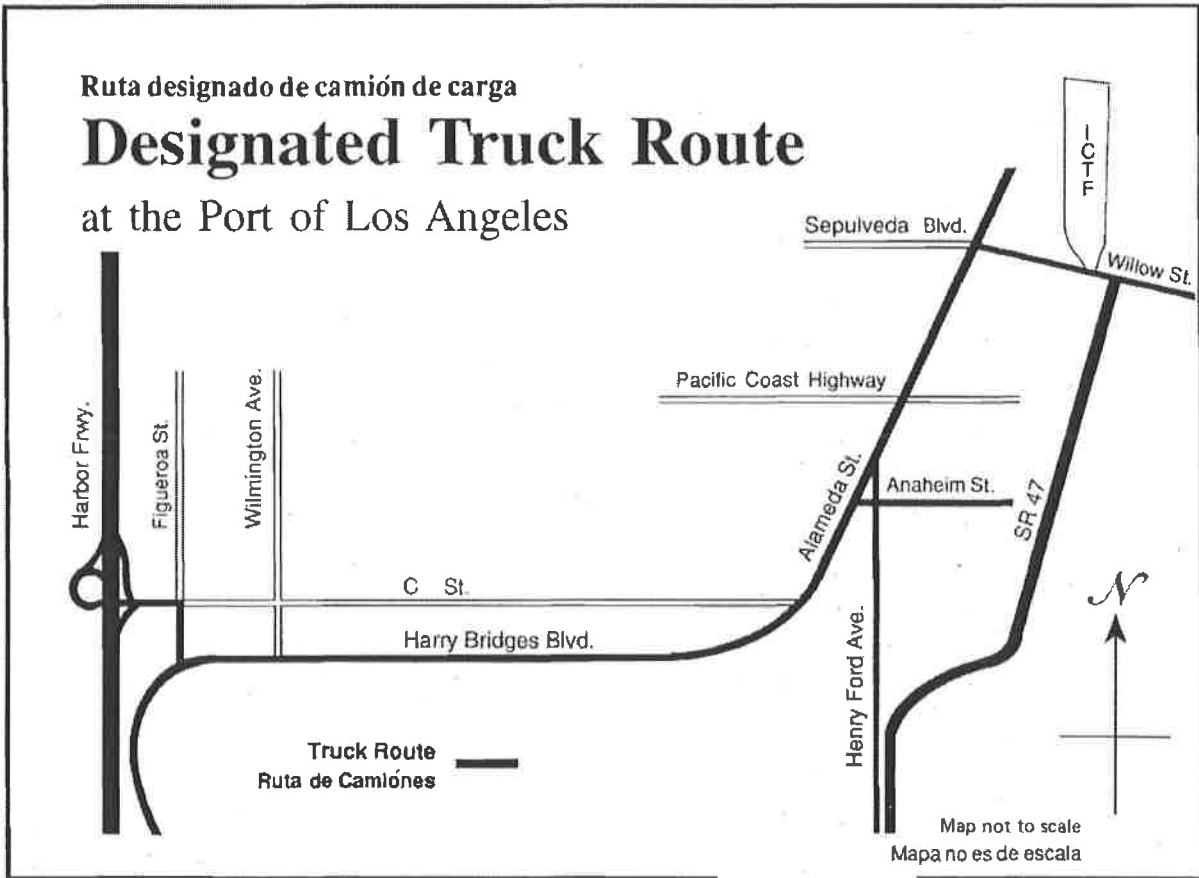 Ruta designado de camión de carga
Designated Truck Route
at the Port of Los Angeles
ICTF
Sepulveda Blvd.
Willow St.
Pacific Coast Highway
Harbor Frwy.
Figueroa St.
Wilmington Ave.
Alameda St.
Anaheim St.
SR 47
C St.
Harry Bridges Blvd.
Henry Ford Ave.
N
Truck Route
Ruta de Camiónes
Map not to scale
Mapa no es de escala